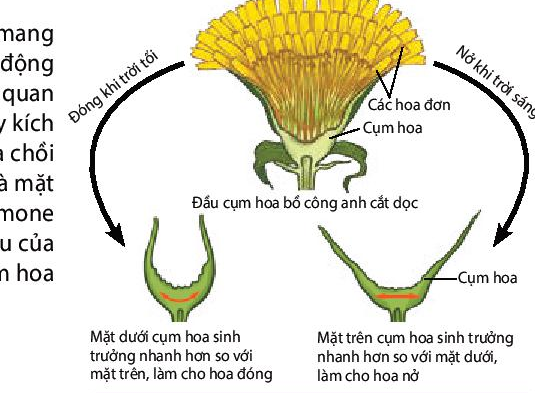 mang
động
quan
y kích
a chồi
à mặt
mone
u của
m hoa
Đóng khi trời tối
Nở khi trời sáng
Các hoa đơn
Cụm hoa
Đầu cụm hoa bồ công anh cắt dọc
Cụm hoa
Mặt dưới cụm hoa sinh
trưởng nhanh hơn so với
mặt trên, làm cho hoa đóng
Mặt trên cụm hoa sinh trưởng
nhanh hơn so với mặt dưới,
làm cho hoa nở